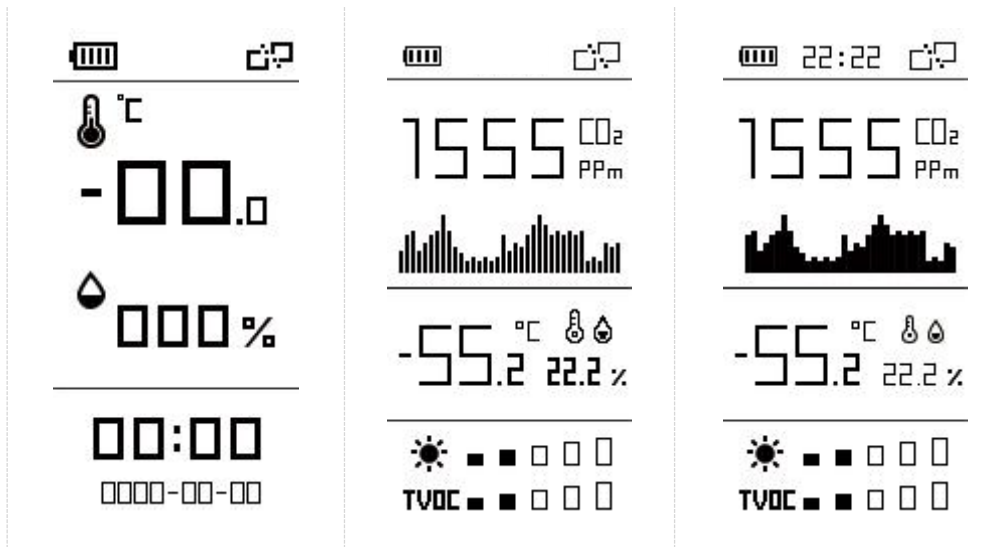 °C
-00.0
000%
00:00
0000-00-00
1555 CO₂
PPm
°C
-55.2 22.2 %
TVOC
22:22
1555 CO₂
PPm
°C
-55.2 22.2 %
TVOC